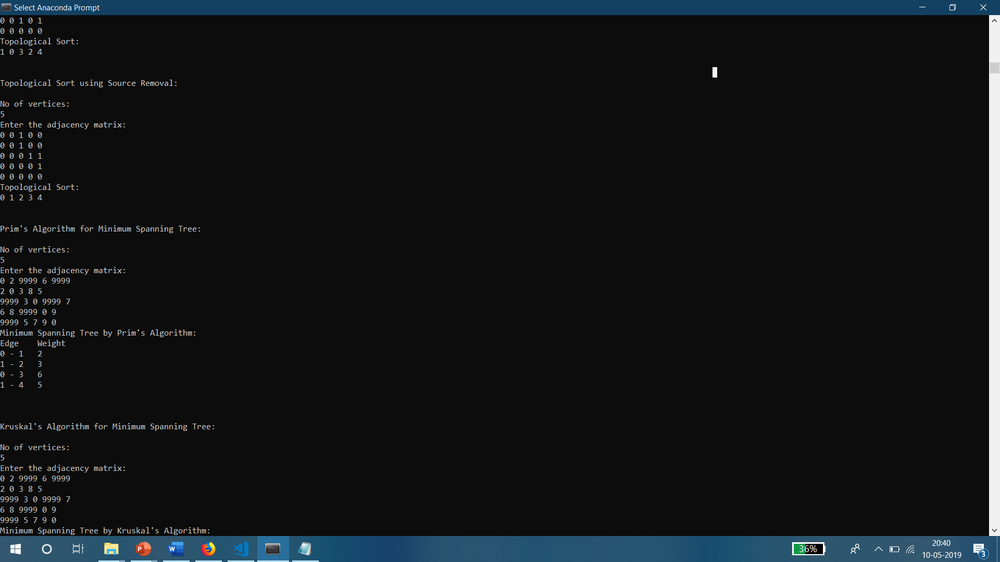 Select Anaconda Prompt
0 0 1 0 1
0 0 0 0 0
Topological Sort:
1 0 3 2 4
Topological Sort using Source Removal:
No of vertices:
5
Enter the adjacency matrix:
0 0 1 0 0
0 0 1 0 0
0 0 0 1 1
0 0 0 0 1
0 0 0 0 0
Topological Sort:
0 1 2 3 4
Prim's Algorithm for Minimum Spanning Tree:
No of vertices:
5
Enter the adjacency matrix:
0 2 9999 6 9999
2 0 3 8 5
9999 3 0 9999 7
6 8 9999 0 9
9999 5 7 9 0
Minimum Spanning Tree by Prim's Algorithm:
Edge    Weight
0 - 1   2
1 - 2   3
0 - 3   6
1 - 4   5
Kruskal's Algorithm for Minimum Spanning Tree:
No of vertices:
5
Enter the adjacency matrix:
0 2 9999 6 9999
2 0 3 8 5
9999 3 0 9999 7
6 8 9999 0 9
9999 5 7 9 0
Minimum Spanning Tree by Kruskal's Algorithm:
36%
20:40
10-05-2019
3